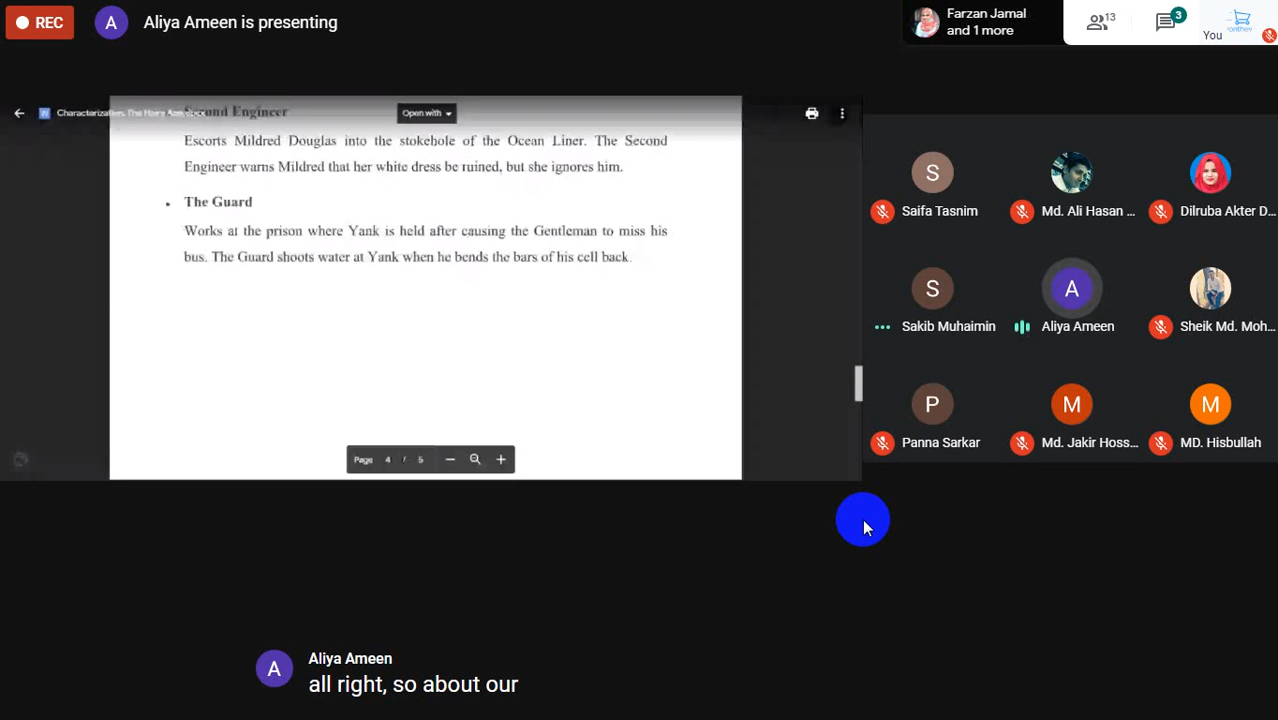 REC
A
Aliya Ameen is presenting
Farzan Jamal
and 1 more
13
3
You
Second Engineer
Open with
Escorts Mildred Douglas into the stokehole of the Ocean Liner. The Second
Engineer warns Mildred that her white dress be ruined, but she ignores him.
The Guard
Works at the prison where Yank is held after causing the Gentleman to miss his
bus. The Guard shoots water at Yank when he bends the bars of his cell back.
Page 4 / 5
S
Saifa Tasnim
Md. Ali Hasan ...
Dilruba Akter D...
S
Sakib Muhaimin
A
Aliya Ameen
Sheik Md. Moh...
P
Panna Sarkar
M
Md. Jakir Hoss...
M
MD. Hisbullah
A
Aliya Ameen
all right, so about our